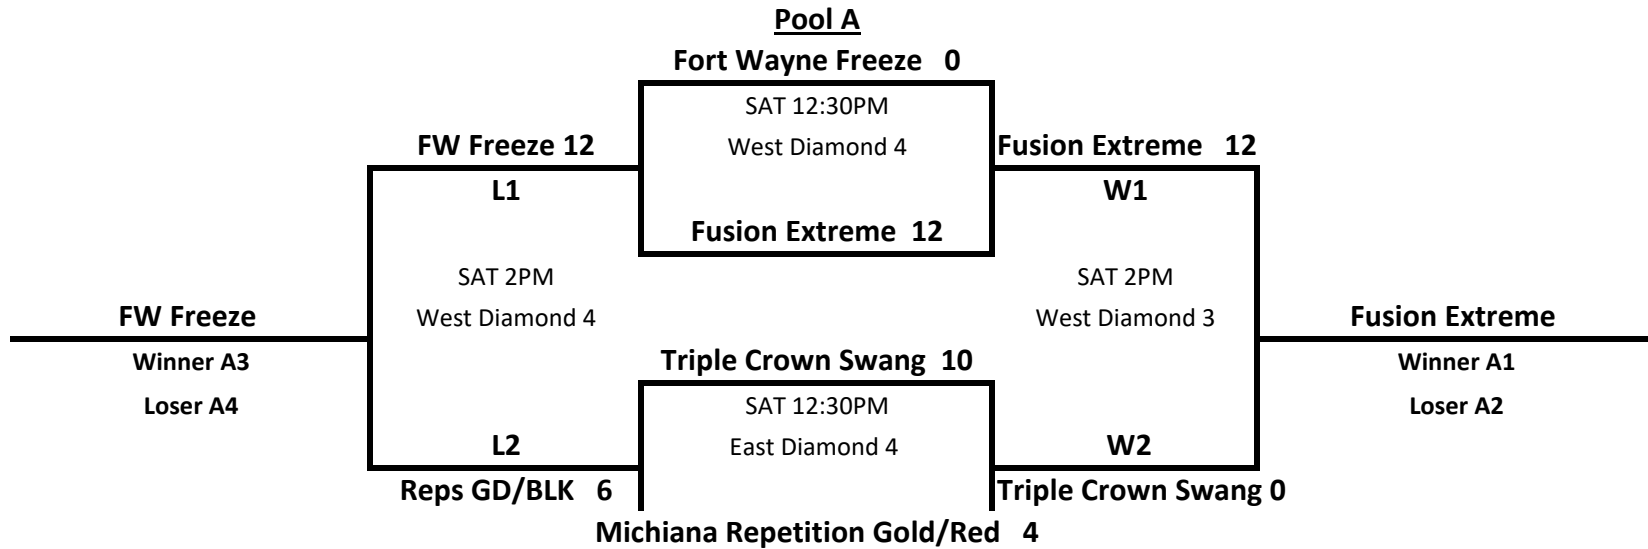 Pool A
Fort Wayne Freeze 0
SAT 12:30PM
FW Freeze 12
West Diamond 4
Fusion Extreme 12
L1
W1
Fusion Extreme 12
SAT 2PM
SAT 2PM
FW Freeze
West Diamond 4
West Diamond 3
Fusion Extreme
Winner A3
Triple Crown Swang 10
Winner A1
Loser A4
SAT 12:30PM
Loser A2
L2
East Diamond 4
W2
Reps GD/BLK 6
Triple Crown Swang 0
Michiana Repetition Gold/Red 4